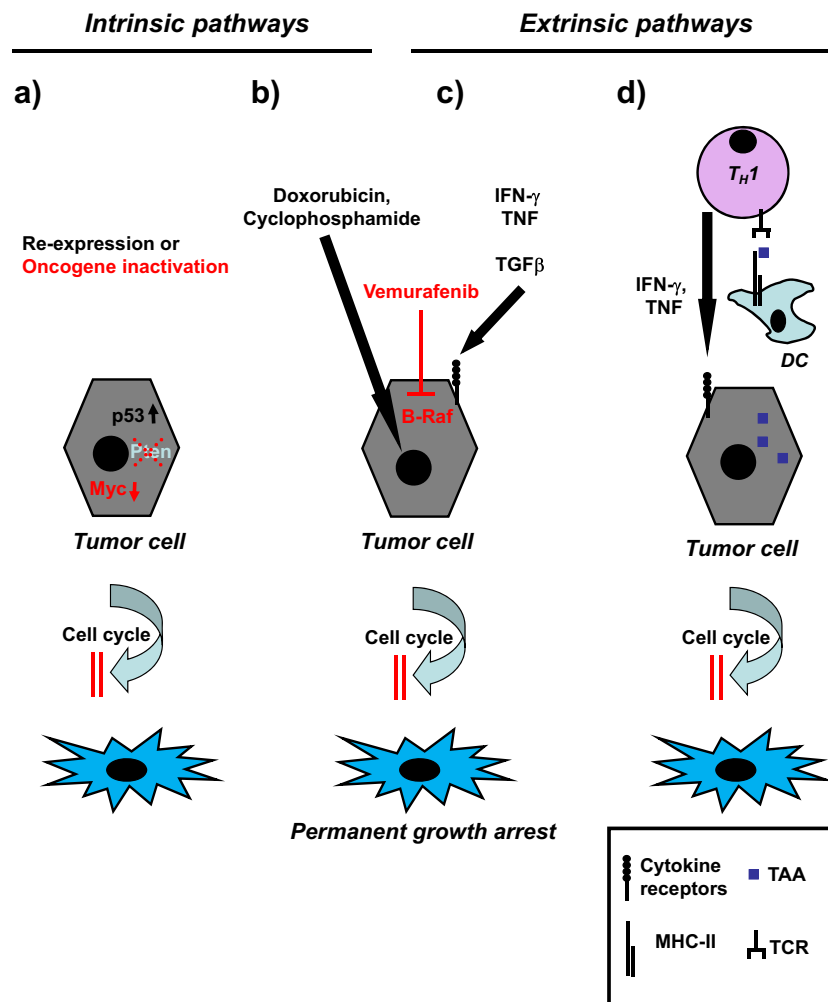 Intrinsic pathways
Extrinsic pathways
a)
b)
c)
d)
Re-expression or
Oncogene inactivation
p53
Pten
Myc
Tumor cell
Cell cycle
Doxorubicin,
Cyclophosphamide
Vemurafenib
IFN-γ
TNF
TGFβ
B-Raf
Tumor cell
Cell cycle
Permanent growth arrest
TH1
IFN-γ,
TNF
DC
Tumor cell
Cell cycle
Cytokine
receptors
TAA
MHC-II
TCR